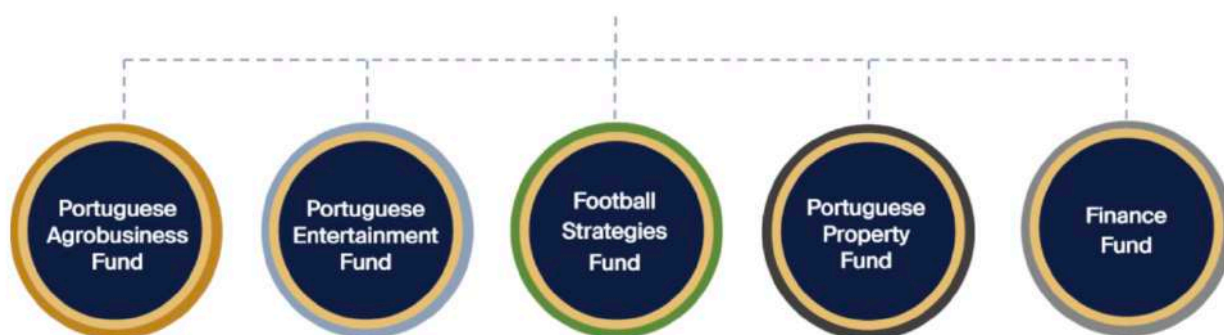 Portuguese
Agrobusiness
Fund
Portuguese
Entertainment
Fund
Football
Strategies
Fund
Portuguese
Property
Fund
Finance
Fund